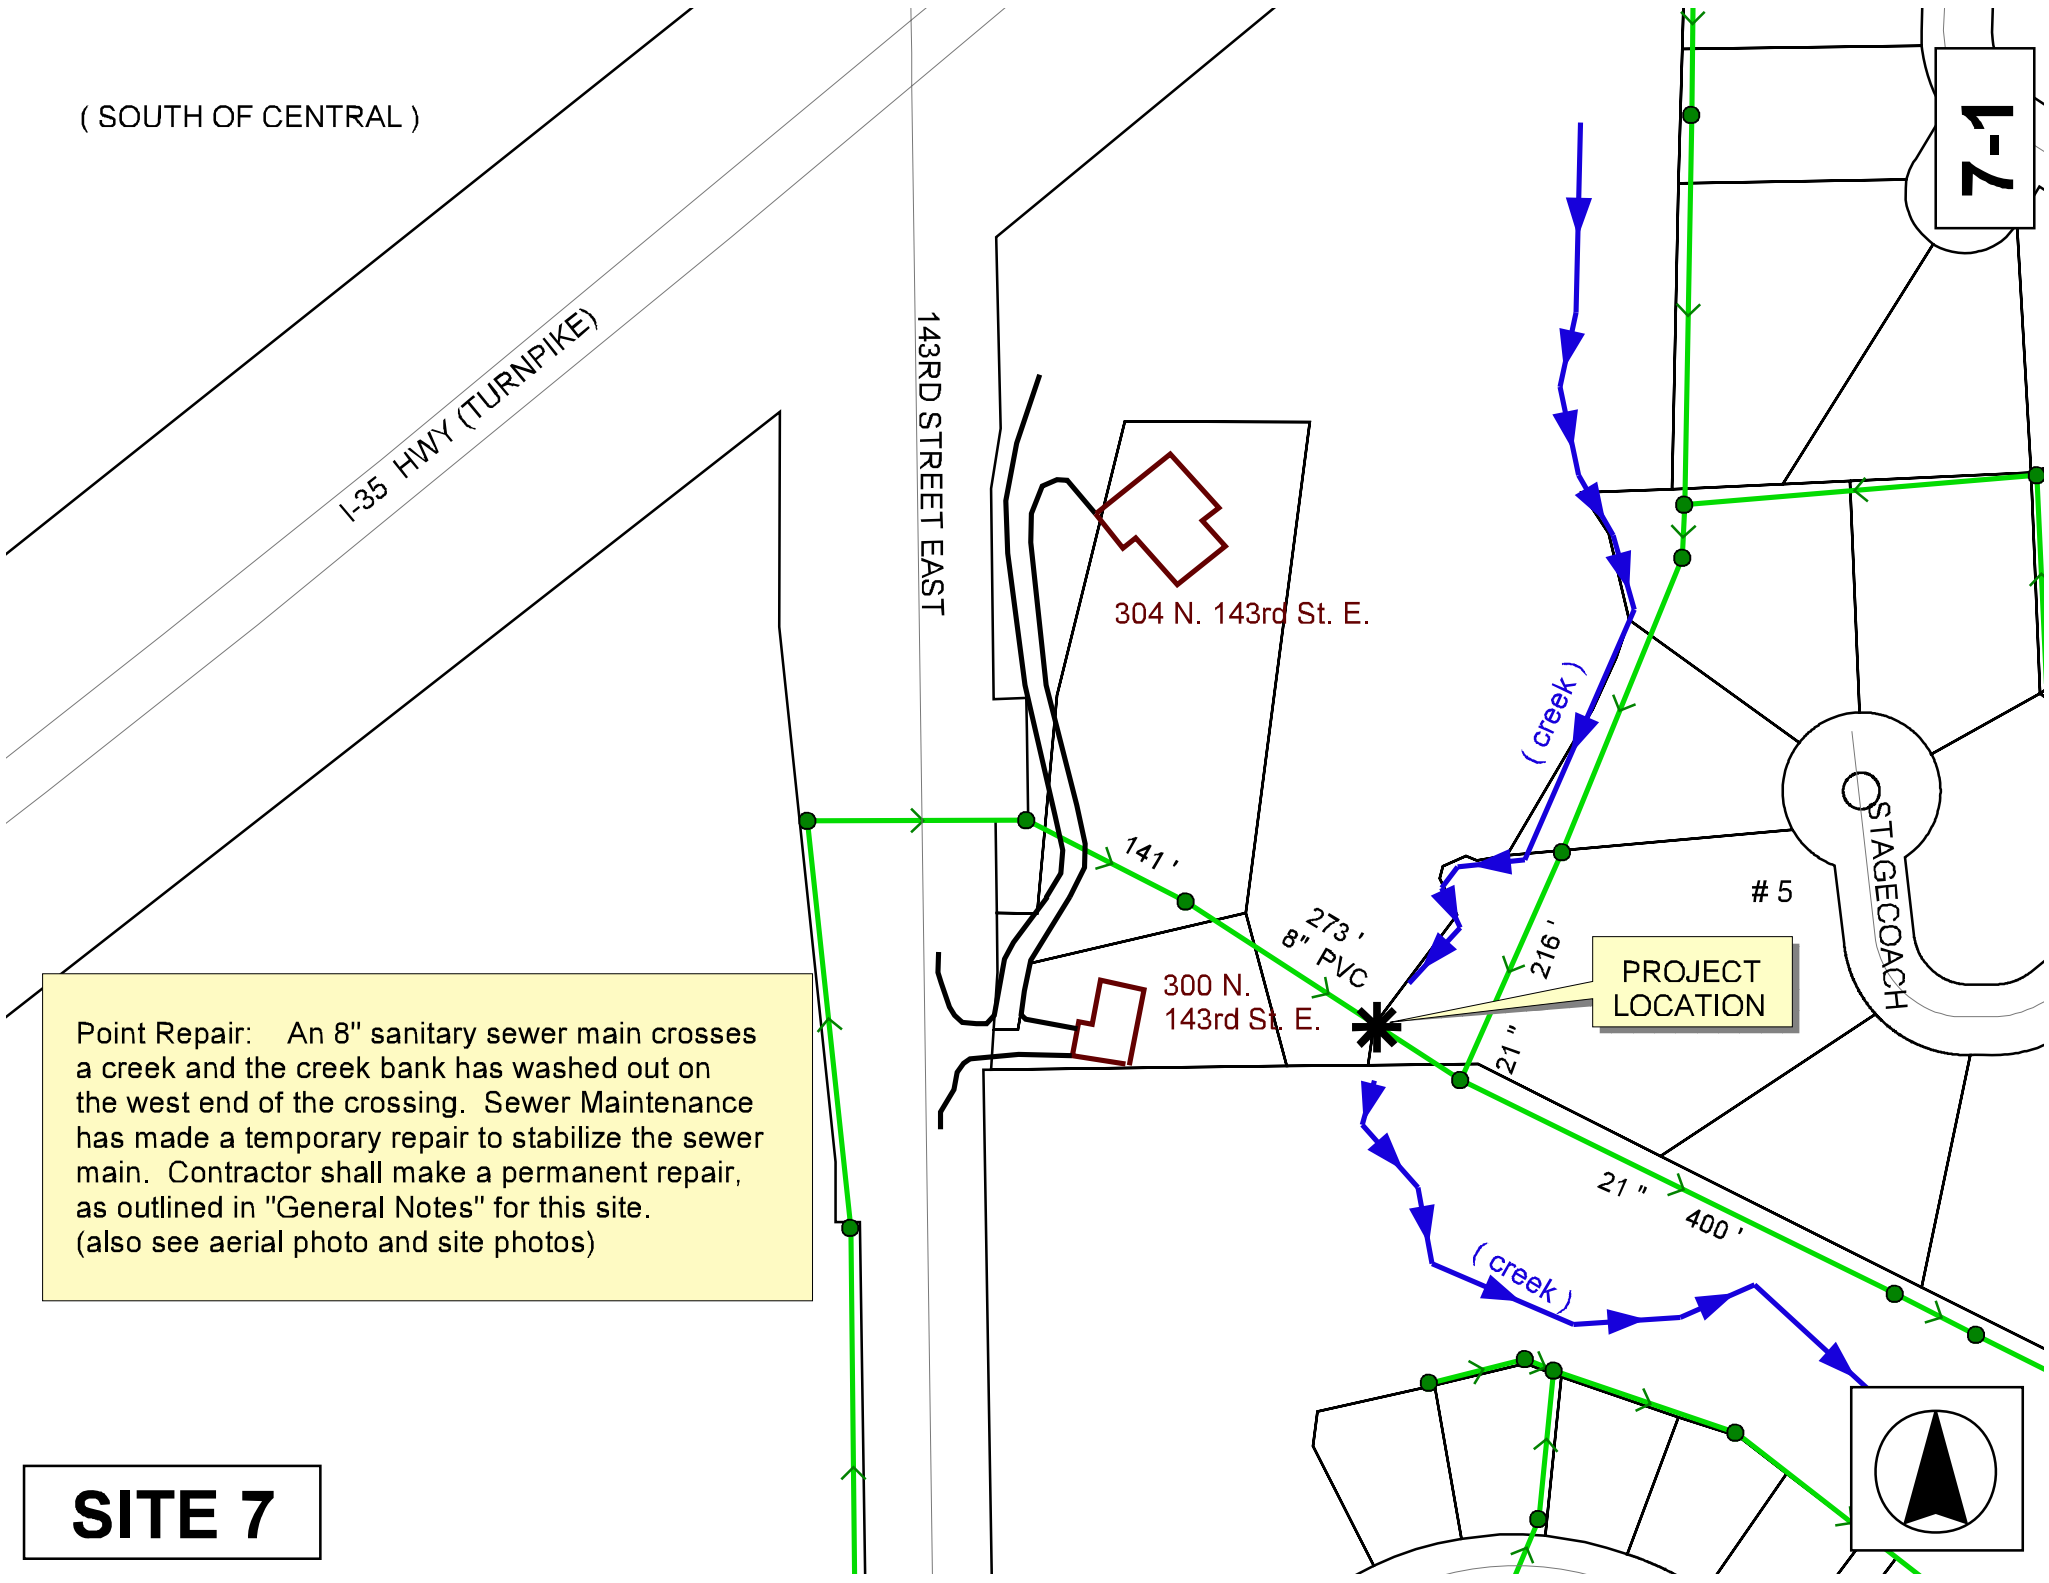 ( SOUTH OF CENTRAL )
7-1
I-35 HWY (TURNPIKE)
143RD STREET EAST
304 N. 143rd St. E.
( creek )
STAGECOACH
141 '
# 5
273 '
8" PVC
216 '
21 "
PROJECT
LOCATION
300 N.
143rd St. E.
Point Repair: An 8" sanitary sewer main crosses
a creek and the creek bank has washed out on
the west end of the crossing. Sewer Maintenance
has made a temporary repair to stabilize the sewer
main. Contractor shall make a permanent repair,
as outlined in "General Notes" for this site.
(also see aerial photo and site photos)
21 "
400 '
( creek )
SITE 7